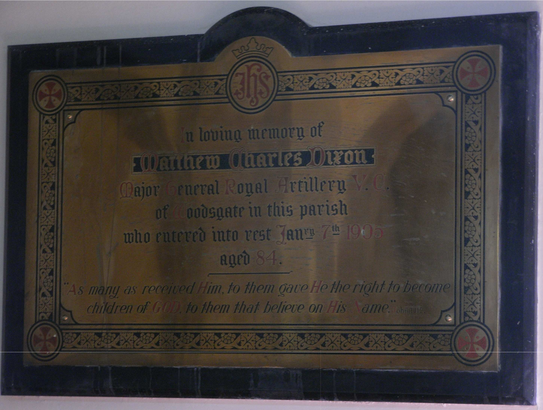 IHS
In loving memory of
Matthew Charles Dixon
Major General Royal Artillery V.C.
of Woodsgate in this parish
who entered into rest Jany 7th 1905
aged 84.
"As many as received Him, to them gave He the right to become
children of God, to them that believe on His Name."